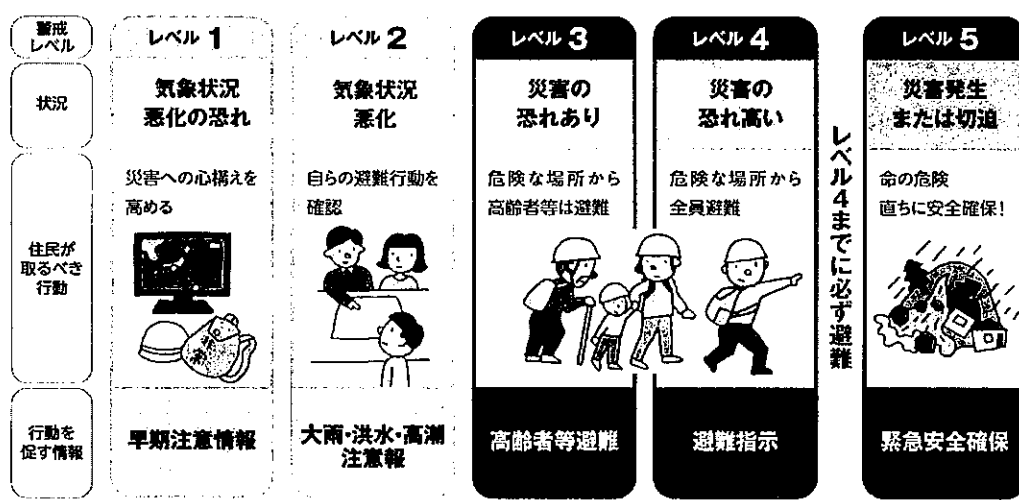 警戒
レベル
レベル 1
レベル 2
レベル 3
レベル 4
レベル 5
状況
気象状況
悪化の恐れ
気象状況
悪化
災害の
恐れあり
災害の
恐れ高い
災害発生
または切迫
住民が
取るべき
行動
災害への心構えを
高める
自らの避難行動を
確認
危険な場所から
高齢者等は避難
危険な場所から
全員避難
レベル4までに必ず避難
命の危険
直ちに安全確保!
行動を
促す情報
早期注意情報
大雨・洪水・高潮
注意報
高齢者等避難
避難指示
緊急安全確保